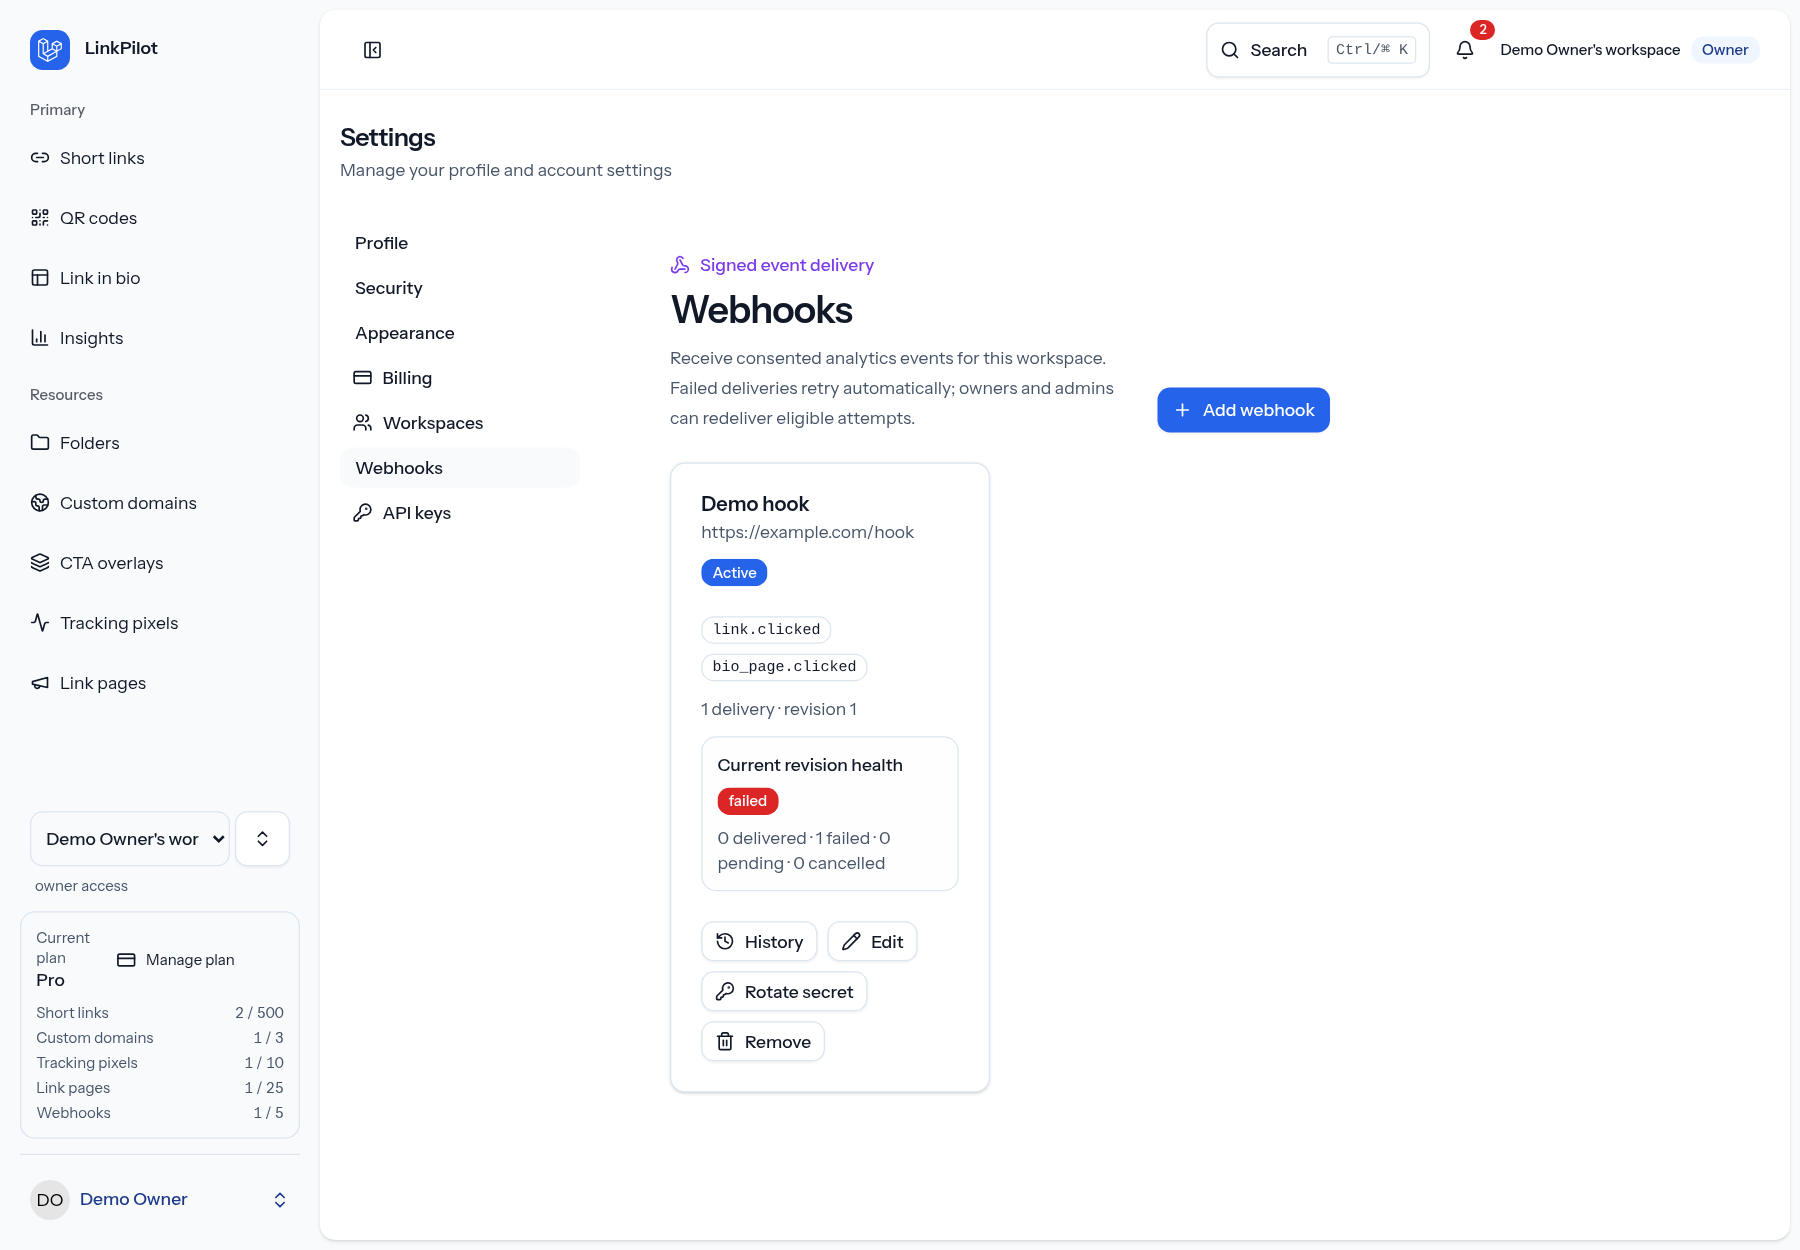 LinkPilot
Primary
Short links
QR codes
Link in bio
Insights
Resources
Folders
Custom domains
CTA overlays
Tracking pixels
Link pages
Demo Owner's wor
owner access
Current
plan
Pro
Manage plan
Short links 2 / 500
Custom domains 1 / 3
Tracking pixels 1 / 10
Link pages 1 / 25
Webhooks 1 / 5
DO Demo Owner
Search Ctrl/⌘ K
2
Demo Owner's workspace Owner
Settings
Manage your profile and account settings
Profile
Security
Appearance
Billing
Workspaces
Webhooks
API keys
Signed event delivery
Webhooks
Receive consented analytics events for this workspace.
Failed deliveries retry automatically; owners and admins
can redeliver eligible attempts.
Add webhook
Demo hook
https://example.com/hook
Active
link.clicked
bio_page.clicked
1 delivery · revision 1
Current revision health
failed
0 delivered · 1 failed · 0
pending · 0 cancelled
History Edit
Rotate secret
Remove